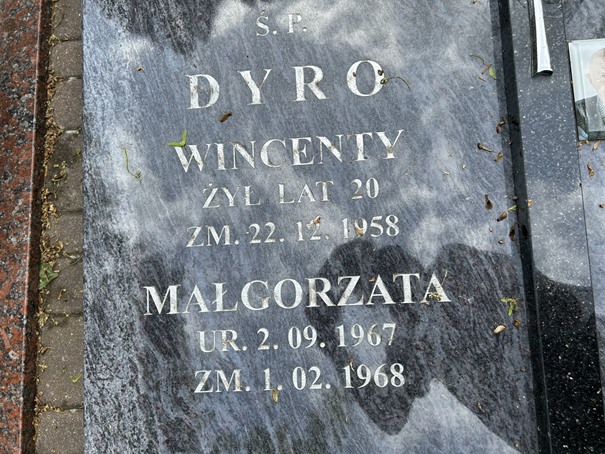 Ś. P.
DYRO
WINCENTY
ŻYŁ LAT 20
ZM. 22. 12. 1958
MAŁGORZATA
UR. 2. 09. 1967
ZM. 1. 02. 1968